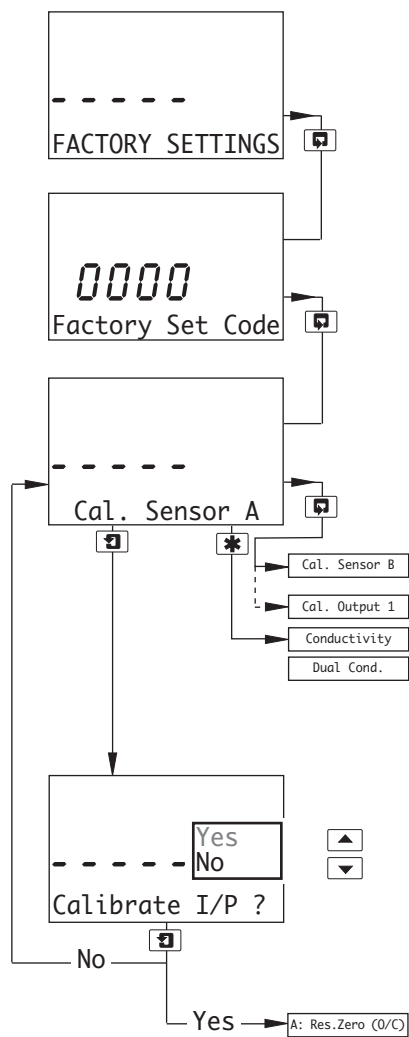 - - - - -
FACTORY SETTINGS
0000
Factory Set Code
- - - - -
Cal. Sensor A
Cal. Sensor B
Cal. Output 1
Conductivity
Dual Cond.
Yes
- - - - - No
Calibrate I/P ?
No
Yes
A: Res.Zero (O/C)